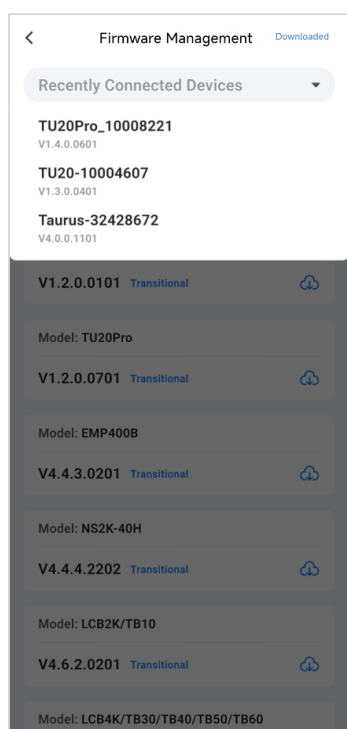 Firmware Management Downloaded
Recently Connected Devices
TU20Pro_10008221
V1.4.0.0601
TU20-10004607
V1.3.0.0401
Taurus-32428672
V4.0.0.1101
V1.2.0.0101 Transitional
Model: TU20Pro
V1.2.0.0701 Transitional
Model: EMP400B
V4.4.3.0201 Transitional
Model: NS2K-40H
V4.4.4.2202 Transitional
Model: LCB2K/TB10
V4.6.2.0201 Transitional
Model: LCB4K/TB30/TB40/TB50/TB60